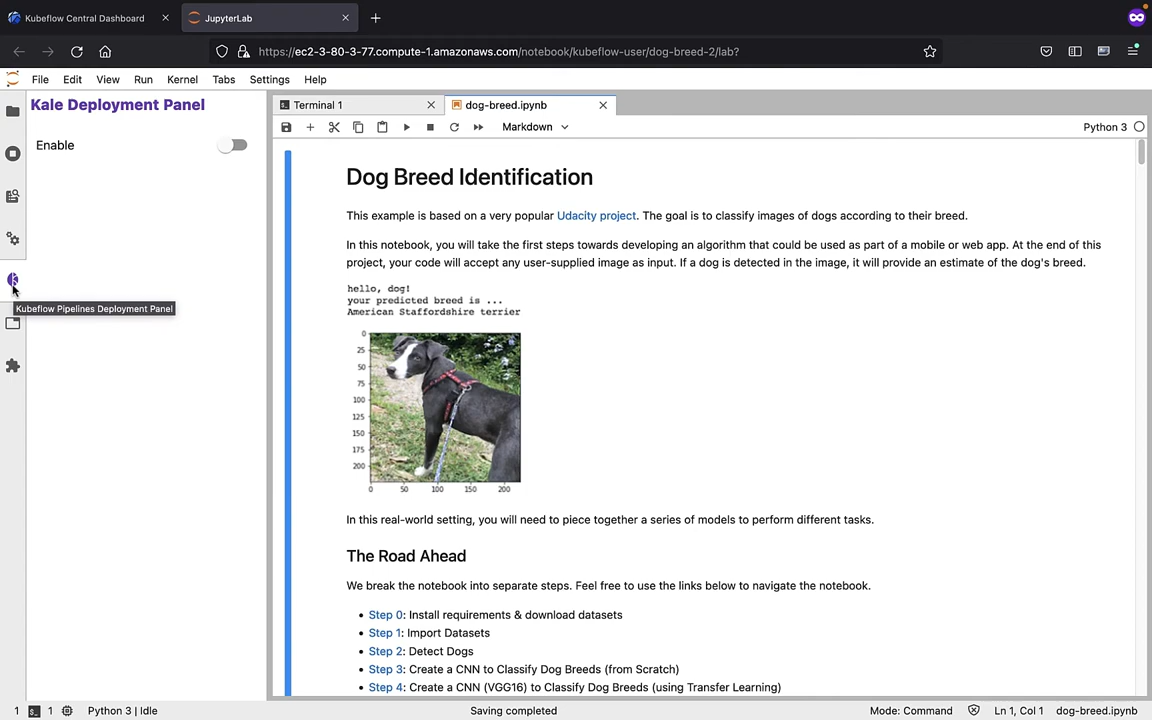 Kubeflow Central Dashboard
JupyterLab
https://ec2-3-80-3-77.compute-1.amazonaws.com/notebook/kubeflow-user/dog-breed-2/lab?
File Edit View Run Kernel Tabs Settings Help
Kale Deployment Panel
Enable
Kubeflow Pipelines Deployment Panel
Terminal 1
dog-breed.ipynb
Markdown
Python 3
Dog Breed Identification
This example is based on a very popular Udacity project. The goal is to classify images of dogs according to their breed.
In this notebook, you will take the first steps towards developing an algorithm that could be used as part of a mobile or web app. At the end of this
project, your code will accept any user-supplied image as input. If a dog is detected in the image, it will provide an estimate of the dog's breed.
hello, dog!
your predicted breed is ...
American Staffordshire terrier
0
25
50
75
100
125
150
175
200
0 50 100 150 200
In this real-world setting, you will need to piece together a series of models to perform different tasks.
The Road Ahead
We break the notebook into separate steps. Feel free to use the links below to navigate the notebook.
• Step 0: Install requirements & download datasets
• Step 1: Import Datasets
• Step 2: Detect Dogs
• Step 3: Create a CNN to Classify Dog Breeds (from Scratch)
• Step 4: Create a CNN (VGG16) to Classify Dog Breeds (using Transfer Learning)
1 1 Python 3 | Idle
Saving completed
Mode: Command
Ln 1, Col 1
dog-breed.ipynb